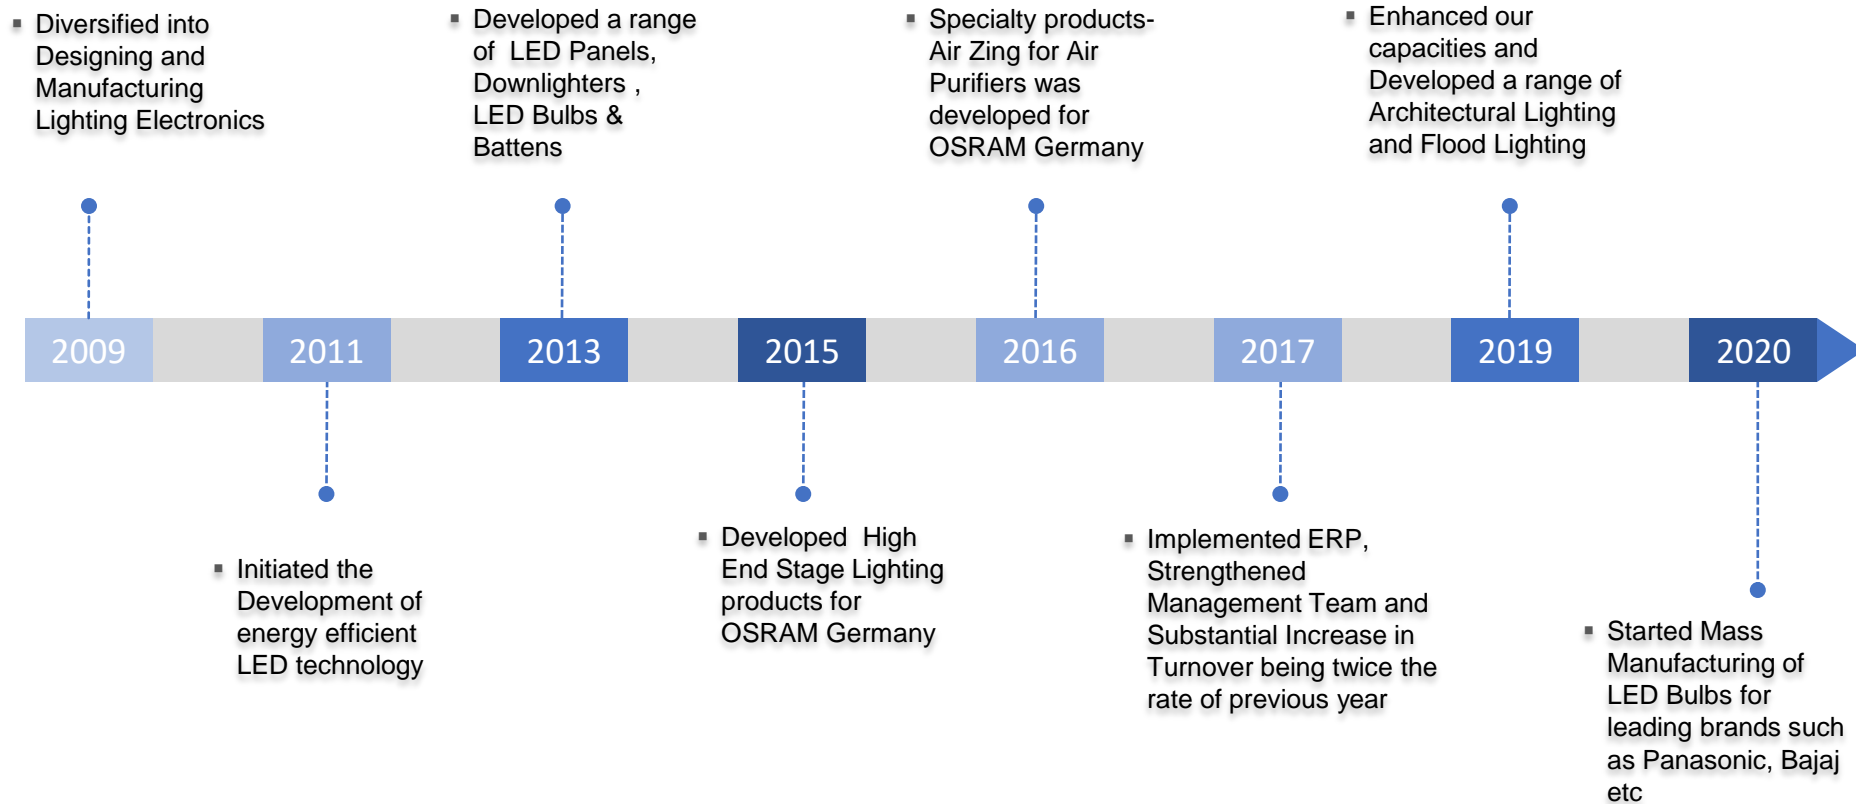 ▪ Diversified into
Designing and
Manufacturing
Lighting Electronics
▪ Developed a range
of LED Panels,
Downlighters ,
LED Bulbs &
Battens
▪ Specialty products-
Air Zing for Air
Purifiers was
developed for
OSRAM Germany
▪ Enhanced our
capacities and
Developed a range of
Architectural Lighting
and Flood Lighting
2009 2011 2013 2015 2016 2017 2019 2020
▪ Initiated the
Development of
energy efficient
LED technology
▪ Developed High
End Stage Lighting
products for
OSRAM Germany
▪ Implemented ERP,
Strengthened
Management Team and
Substantial Increase in
Turnover being twice the
rate of previous year
▪ Started Mass
Manufacturing of
LED Bulbs for
leading brands such
as Panasonic, Bajaj
etc